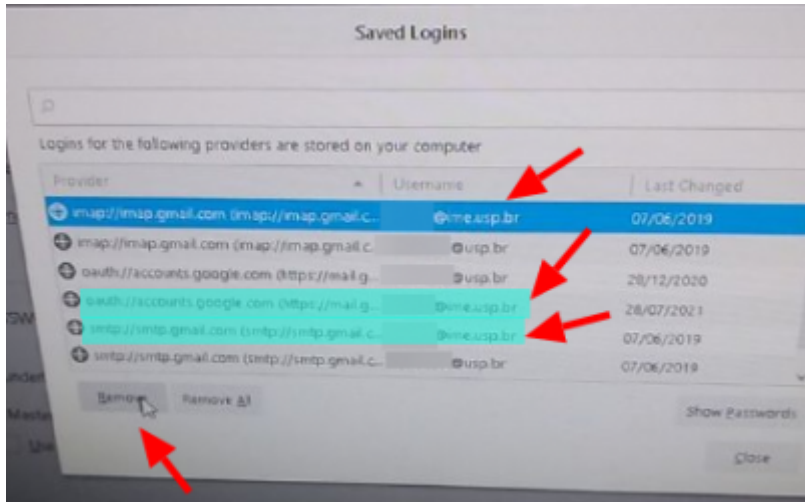 Saved Logins
Logins for the following providers are stored on your computer
Provider Username Last Changed
imap://imap.gmail.com (imap://imap.gmail.c... @ime.usp.br 07/06/2019
imap://imap.gmail.com (imap://imap.gmail.c... @usp.br 07/06/2019
oauth://accounts.google.com (https://mail.g... @usp.br 28/12/2020
oauth://accounts.google.com (https://mail.g... @ime.usp.br 28/07/2021
smtp://smtp.gmail.com (smtp://smtp.gmail.c... @ime.usp.br 07/06/2019
smtp://smtp.gmail.com (smtp://smtp.gmail.c... @usp.br 07/06/2019
Remove Remove All
Show Passwords
Close